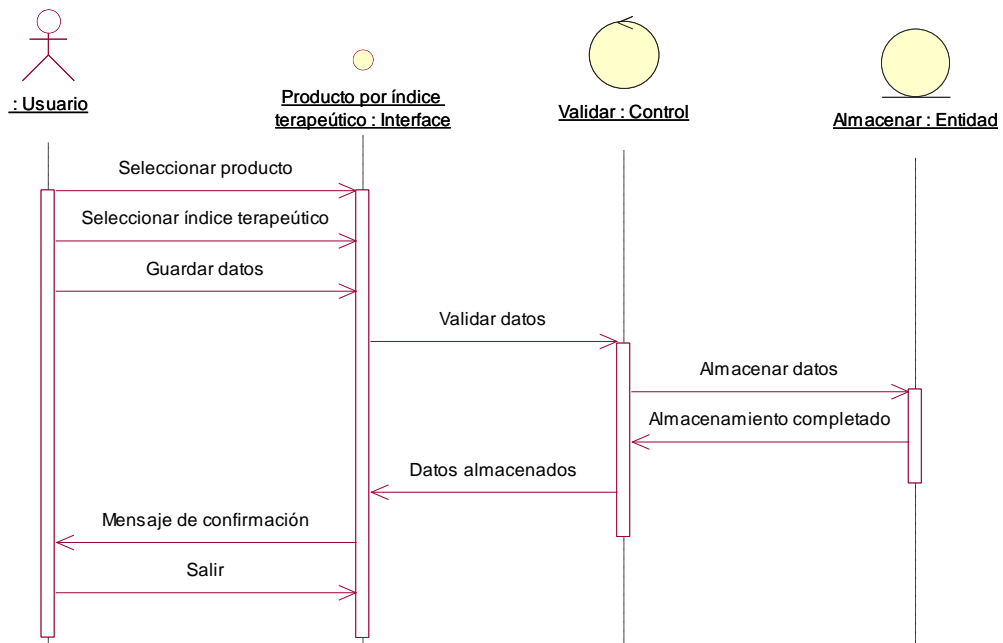 : Usuario
Producto por índice
terapeútico : Interface
Validar : Control
Almacenar : Entidad
Seleccionar producto
Seleccionar índice terapeútico
Guardar datos
Validar datos
Almacenar datos
Almacenamiento completado
Datos almacenados
Mensaje de confirmación
Salir